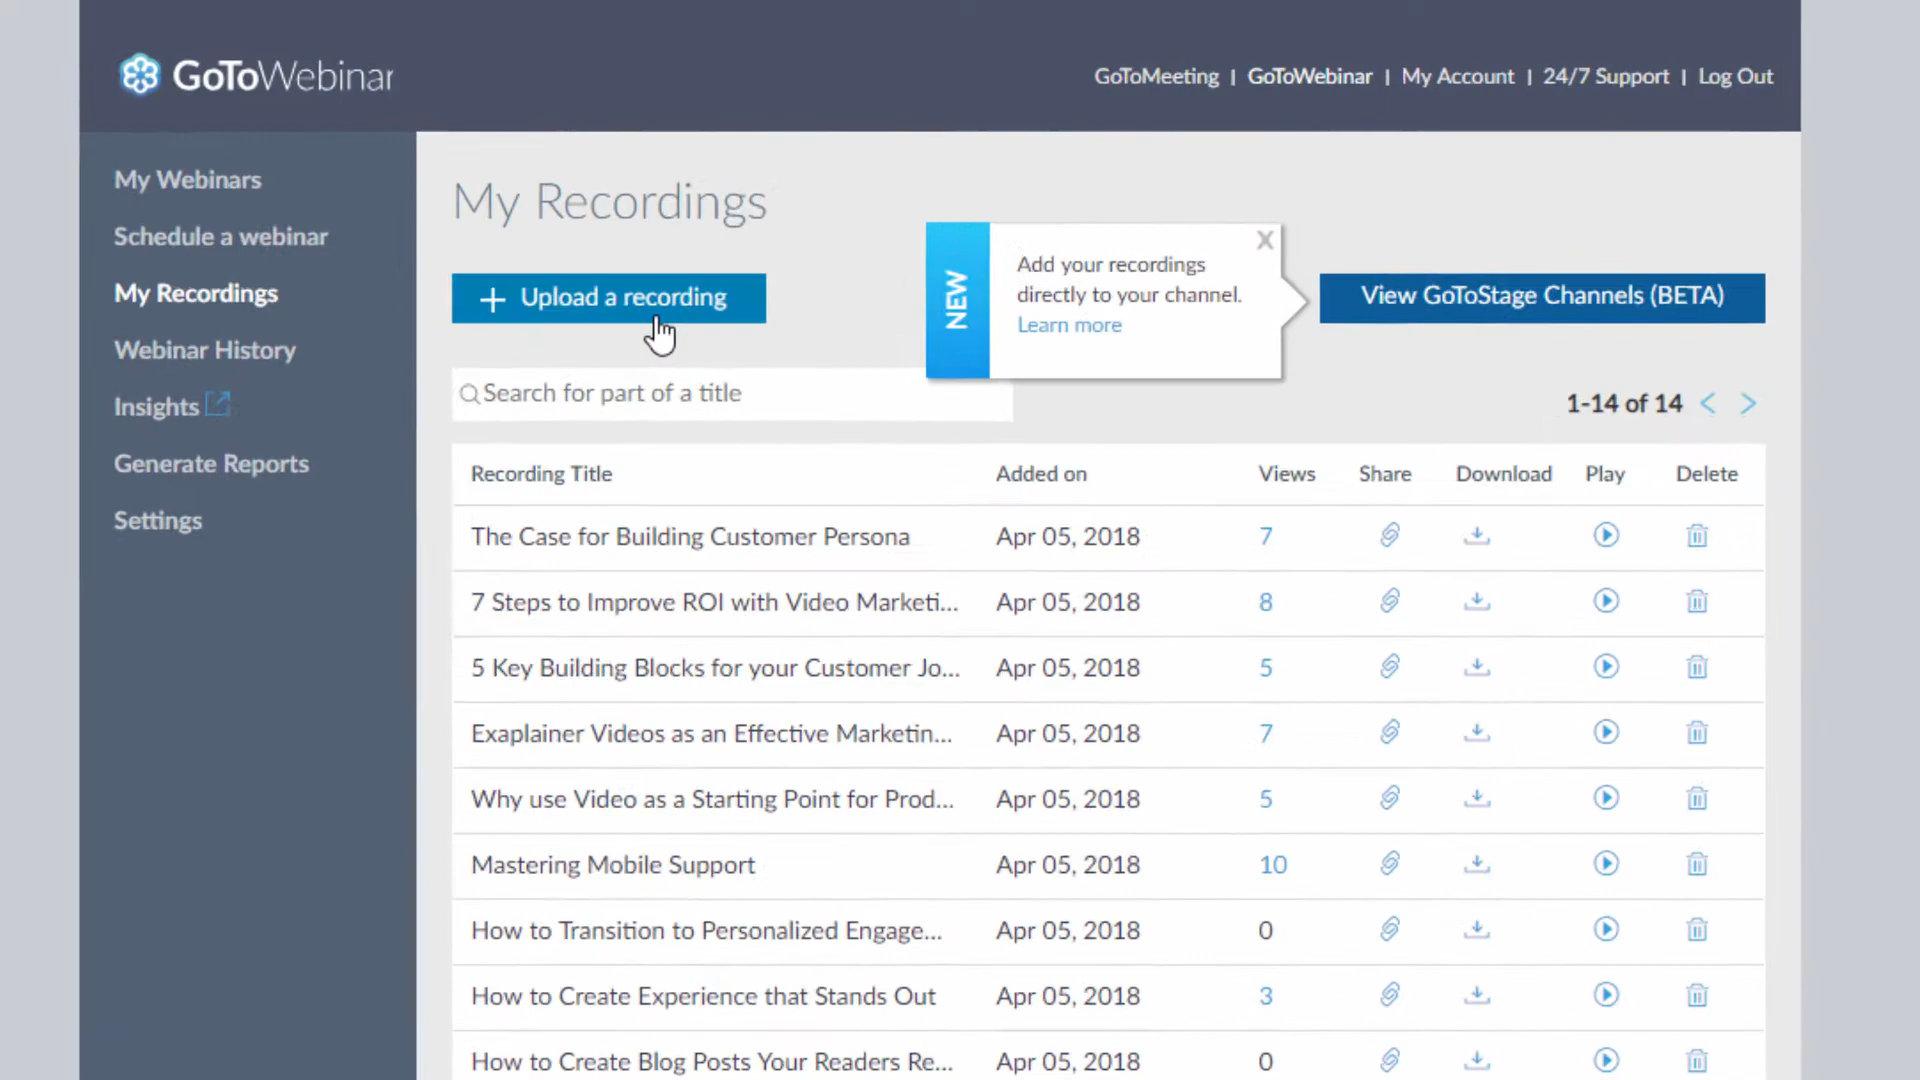 GoToWebinar
GoToMeeting | GoToWebinar | My Account | 24/7 Support | Log Out
My Webinars
Schedule a webinar
My Recordings
Webinar History
Insights
Generate Reports
Settings
My Recordings
+ Upload a recording
NEW
X
Add your recordings
directly to your channel.
Learn more
View GoToStage Channels (BETA)
Search for part of a title
1-14 of 14 < >
Recording Title Added on Views Share Download Play Delete
The Case for Building Customer Persona Apr 05, 2018 7
7 Steps to Improve ROI with Video Marketi... Apr 05, 2018 8
5 Key Building Blocks for your Customer Jo... Apr 05, 2018 5
Exaplainer Videos as an Effective Marketin... Apr 05, 2018 7
Why use Video as a Starting Point for Prod... Apr 05, 2018 5
Mastering Mobile Support Apr 05, 2018 10
How to Transition to Personalized Engage... Apr 05, 2018 0
How to Create Experience that Stands Out Apr 05, 2018 3
How to Create Blog Posts Your Readers Re... Apr 05, 2018 0